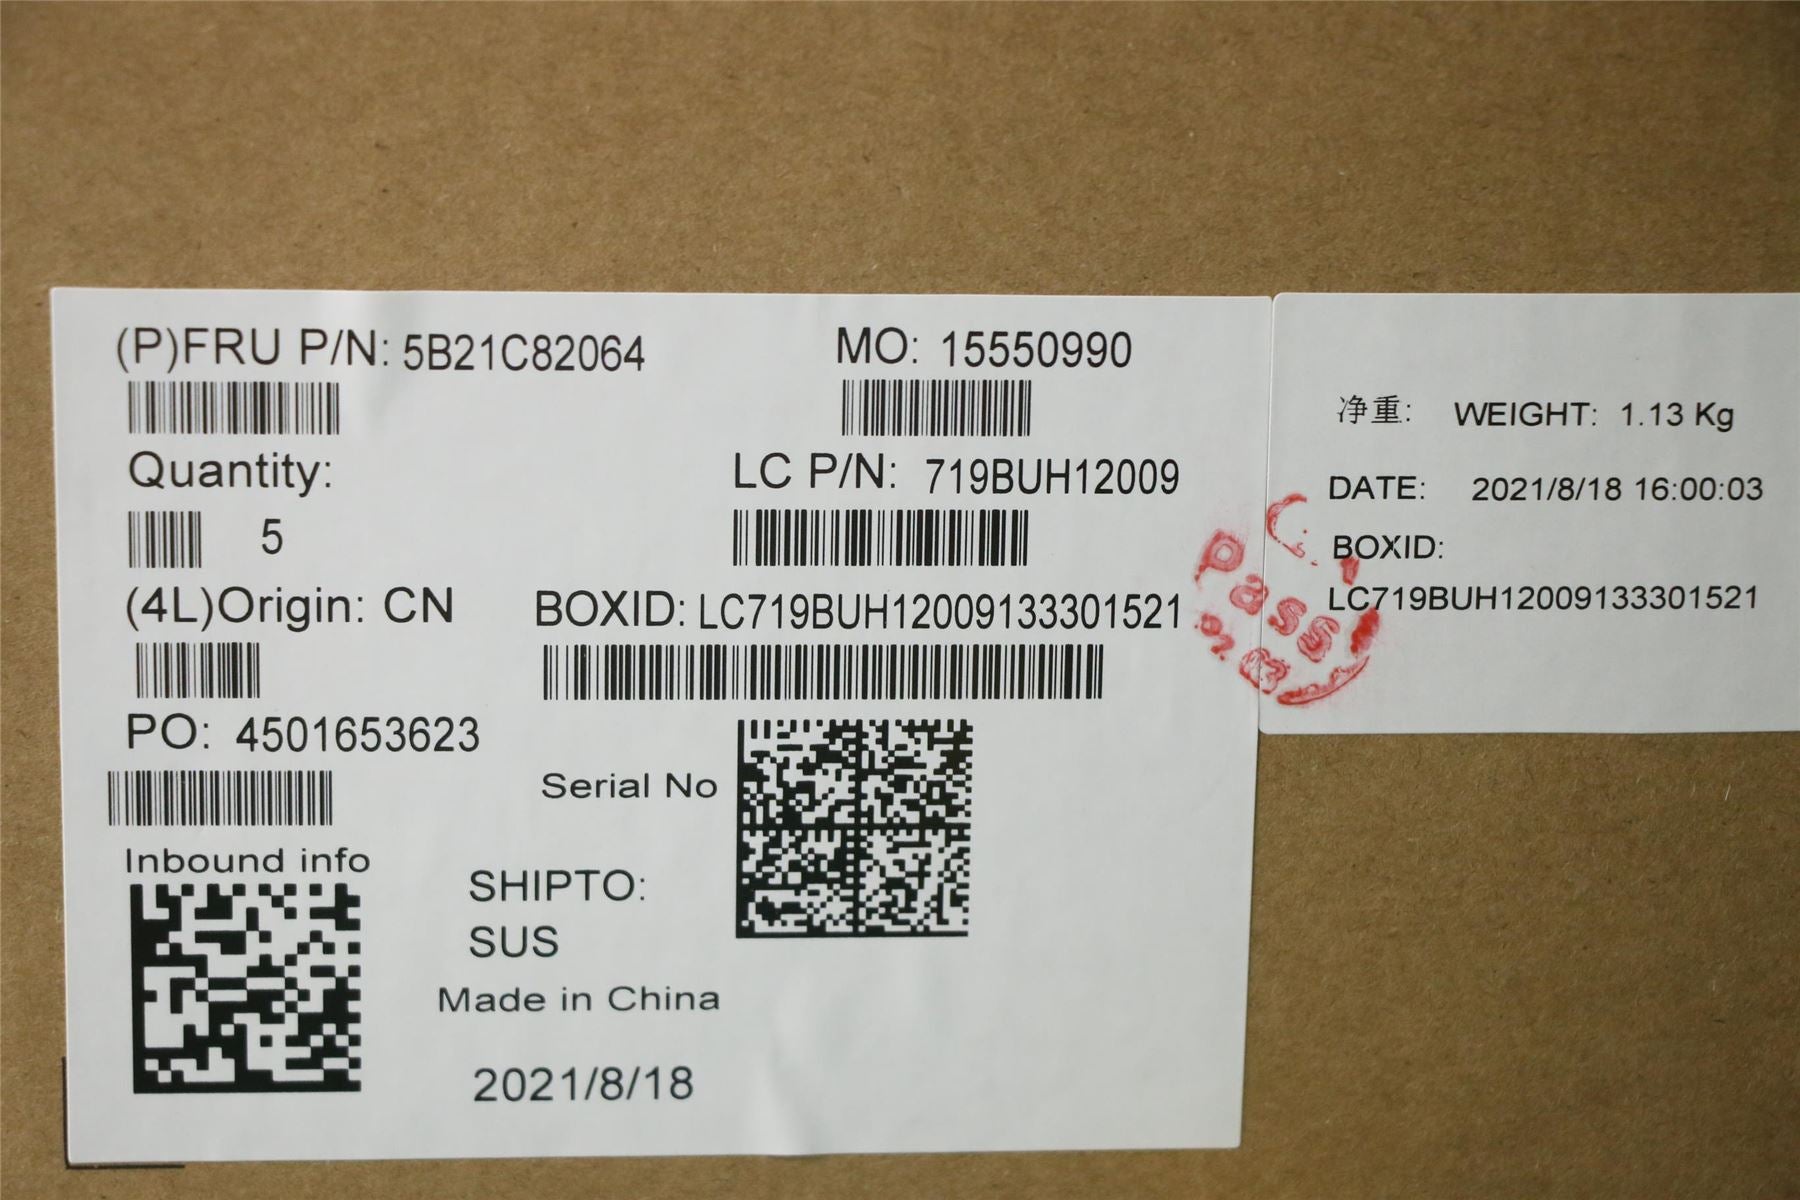 (P)FRU P/N: 5B21C82064
MO: 15550990
Quantity:
5
LC P/N: 719BUH12009
(4L)Origin: CN
BOXID: LC719BUH12009133301521
PO: 4501653623
Serial No
Inbound info
SHIPTO:
SUS
Made in China
2021/8/18
净重: WEIGHT: 1.13 Kg
DATE: 2021/8/18 16:00:03
BOXID:
LC719BUH12009133301521
Pass